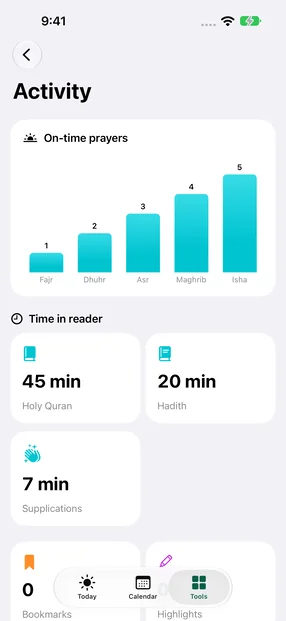 9:41
Activity
On-time prayers
1
2
3
4
5
Fajr
Dhuhr
Asr
Maghrib
Isha
Time in reader
45 min
Holy Quran
20 min
Hadith
7 min
Supplications
0
Bookmarks
0
Highlights
Today
Calendar
Tools